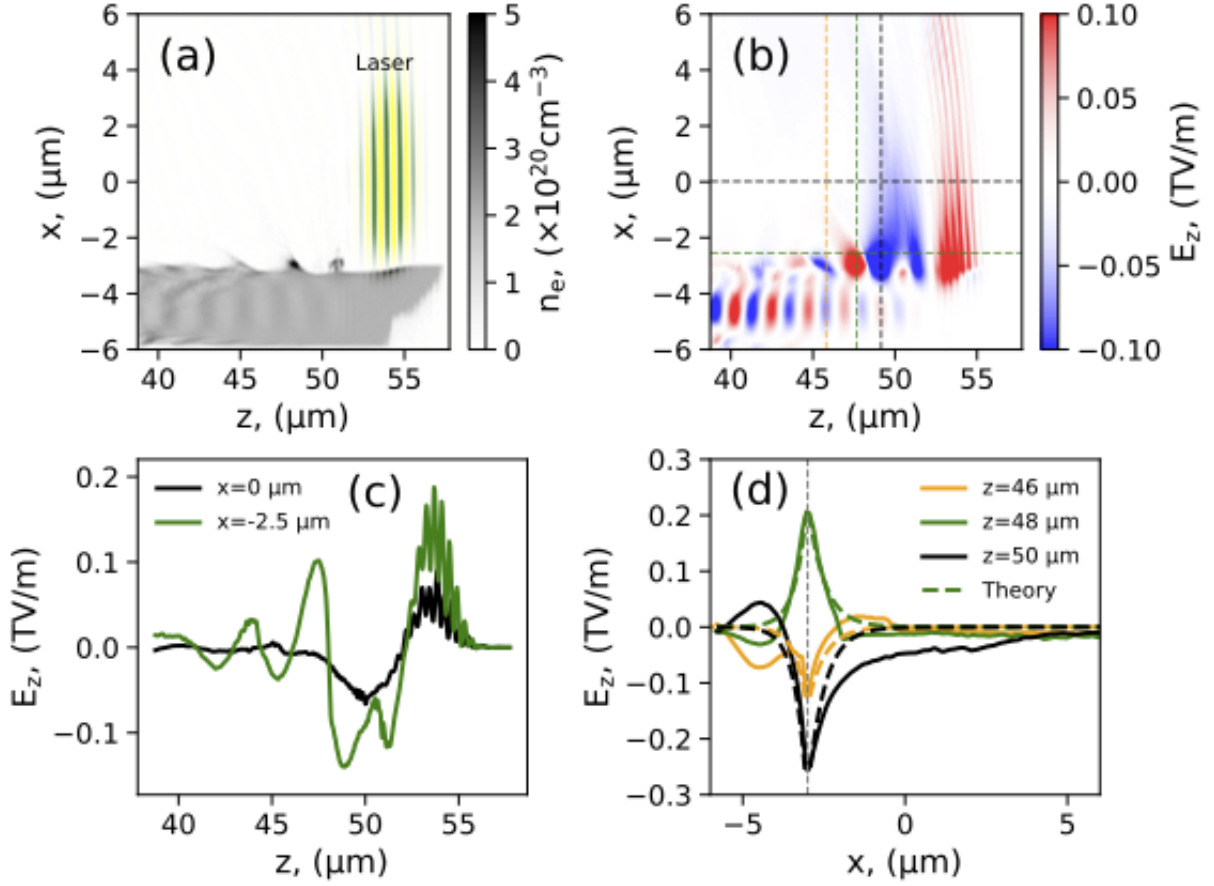 (a)
Laser
6
4
2
0
−2
−4
−6
x, (μm)
40
45
50
55
z, (μm)
5
4
3
2
1
0
nₑ, (×10²⁰cm⁻³)
(b)
6
4
2
0
−2
−4
−6
x, (μm)
40
45
50
55
z, (μm)
0.10
0.05
0.00
−0.05
−0.10
E_z, (TV/m)
(c)
x=0 μm
x=-2.5 μm
0.2
0.1
0.0
−0.1
E_z, (TV/m)
40
45
50
55
z, (μm)
(d)
z=46 μm
z=48 μm
z=50 μm
Theory
0.3
0.2
0.1
0.0
−0.1
−0.2
−0.3
E_z, (TV/m)
−5
0
5
x, (μm)